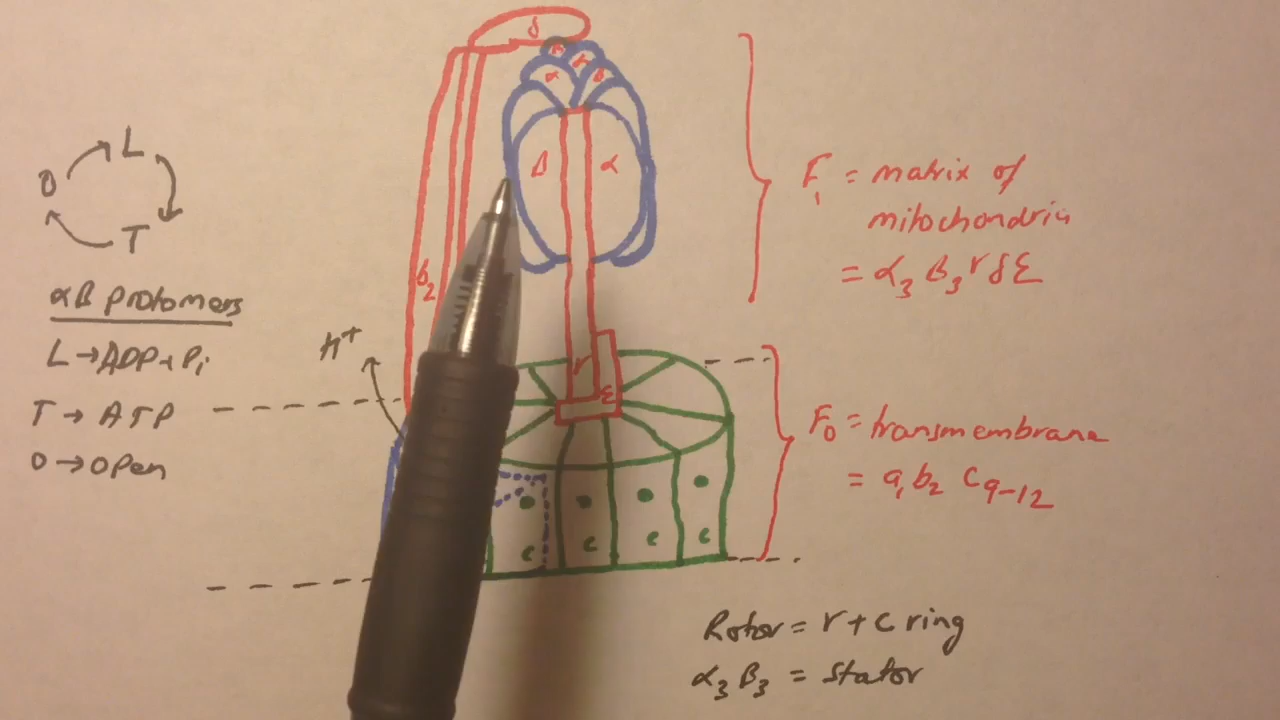 δ
α
α β
β α
b₂
L
O
T
αβ protomers
L → ADP + Pi
T → ATP
O → open
H⁺
γ
ε
c c c c
F₁ = matrix of
mitochondria
= α₃ β₃ γ δ ε
F₀ = transmembrane
= a₁ b₂ c₉₋₁₂
Rotor = γ + c ring
α₃ β₃ = stator